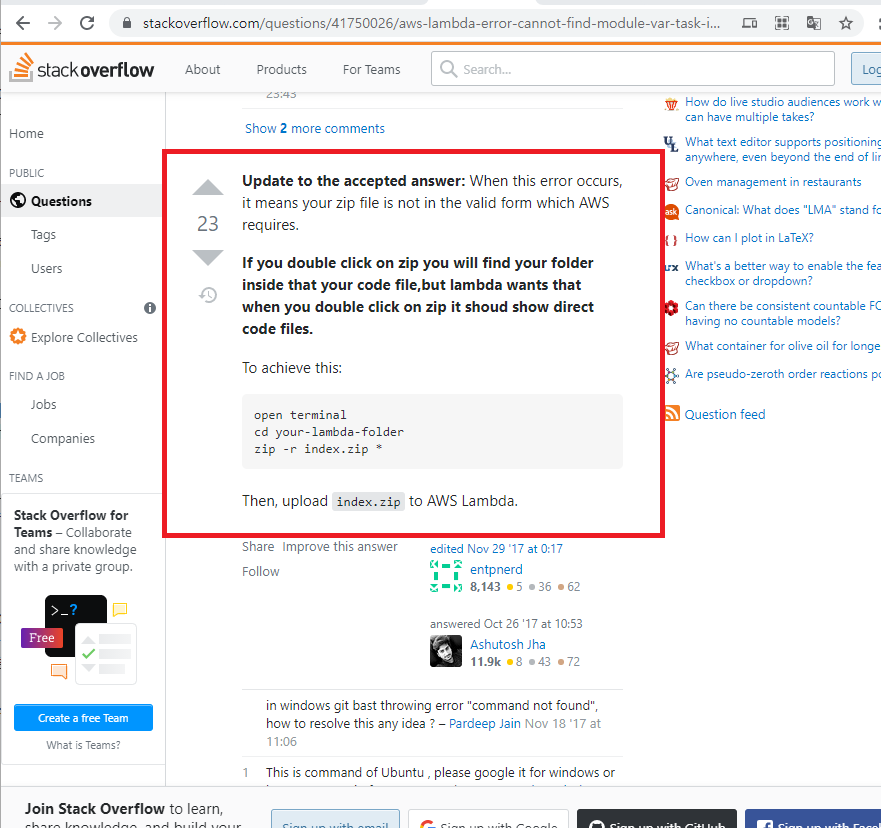 stackoverflow.com/questions/41750026/aws-lambda-error-cannot-find-module-var-task-i...
stackoverflow
About
Products
For Teams
Search...
Log
23:43
Show 2 more comments
Home
PUBLIC
Questions
Tags
Users
COLLECTIVES
Explore Collectives
FIND A JOB
Jobs
Companies
TEAMS
Stack Overflow for
Teams – Collaborate
and share knowledge
with a private group.
>_?
Free
Create a free Team
What is Teams?
23
Update to the accepted answer: When this error occurs,
it means your zip file is not in the valid form which AWS
requires.
If you double click on zip you will find your folder
inside that your code file,but lambda wants that
when you double click on zip it shoud show direct
code files.
To achieve this:
open terminal
cd your-lambda-folder
zip -r index.zip *
Then, upload index.zip to AWS Lambda.
Share Improve this answer
Follow
edited Nov 29 '17 at 0:17
entpnerd
8,143 5 36 62
answered Oct 26 '17 at 10:53
Ashutosh Jha
11.9k 8 43 72
in windows git bast throwing error "command not found",
how to resolve this any idea ? – Pardeep Jain Nov 18 '17 at
11:06
1 This is command of Ubuntu , please google it for windows or
How do live studio audiences work w
can have multiple takes?
What text editor supports positioning
anywhere, even beyond the end of li
Oven management in restaurants
ask
Canonical: What does "LMA" stand fo
How can I plot in LaTeX?
What's a better way to enable the fea
checkbox or dropdown?
Can there be consistent countable FO
having no countable models?
What container for olive oil for longe
Are pseudo-zeroth order reactions po
Question feed
Join Stack Overflow to learn,
share knowledge, and build your
Sign up with email
Sign up with Google
Sign up with GitHub
Sign up with Face